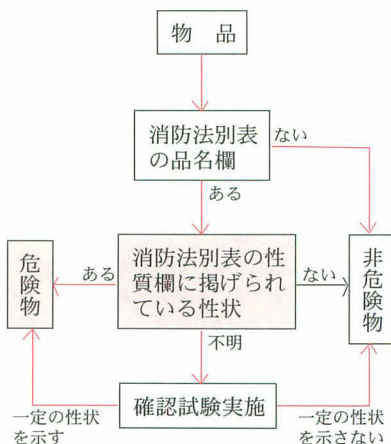 物　品
消防法別表
の品名欄
ない
ある
危険物
ある
消防法別表の性
質欄に掲げられ
ている性状
ない
非危険物
不明
一定の性状
を示す
確認試験実施
一定の性状
を示さない